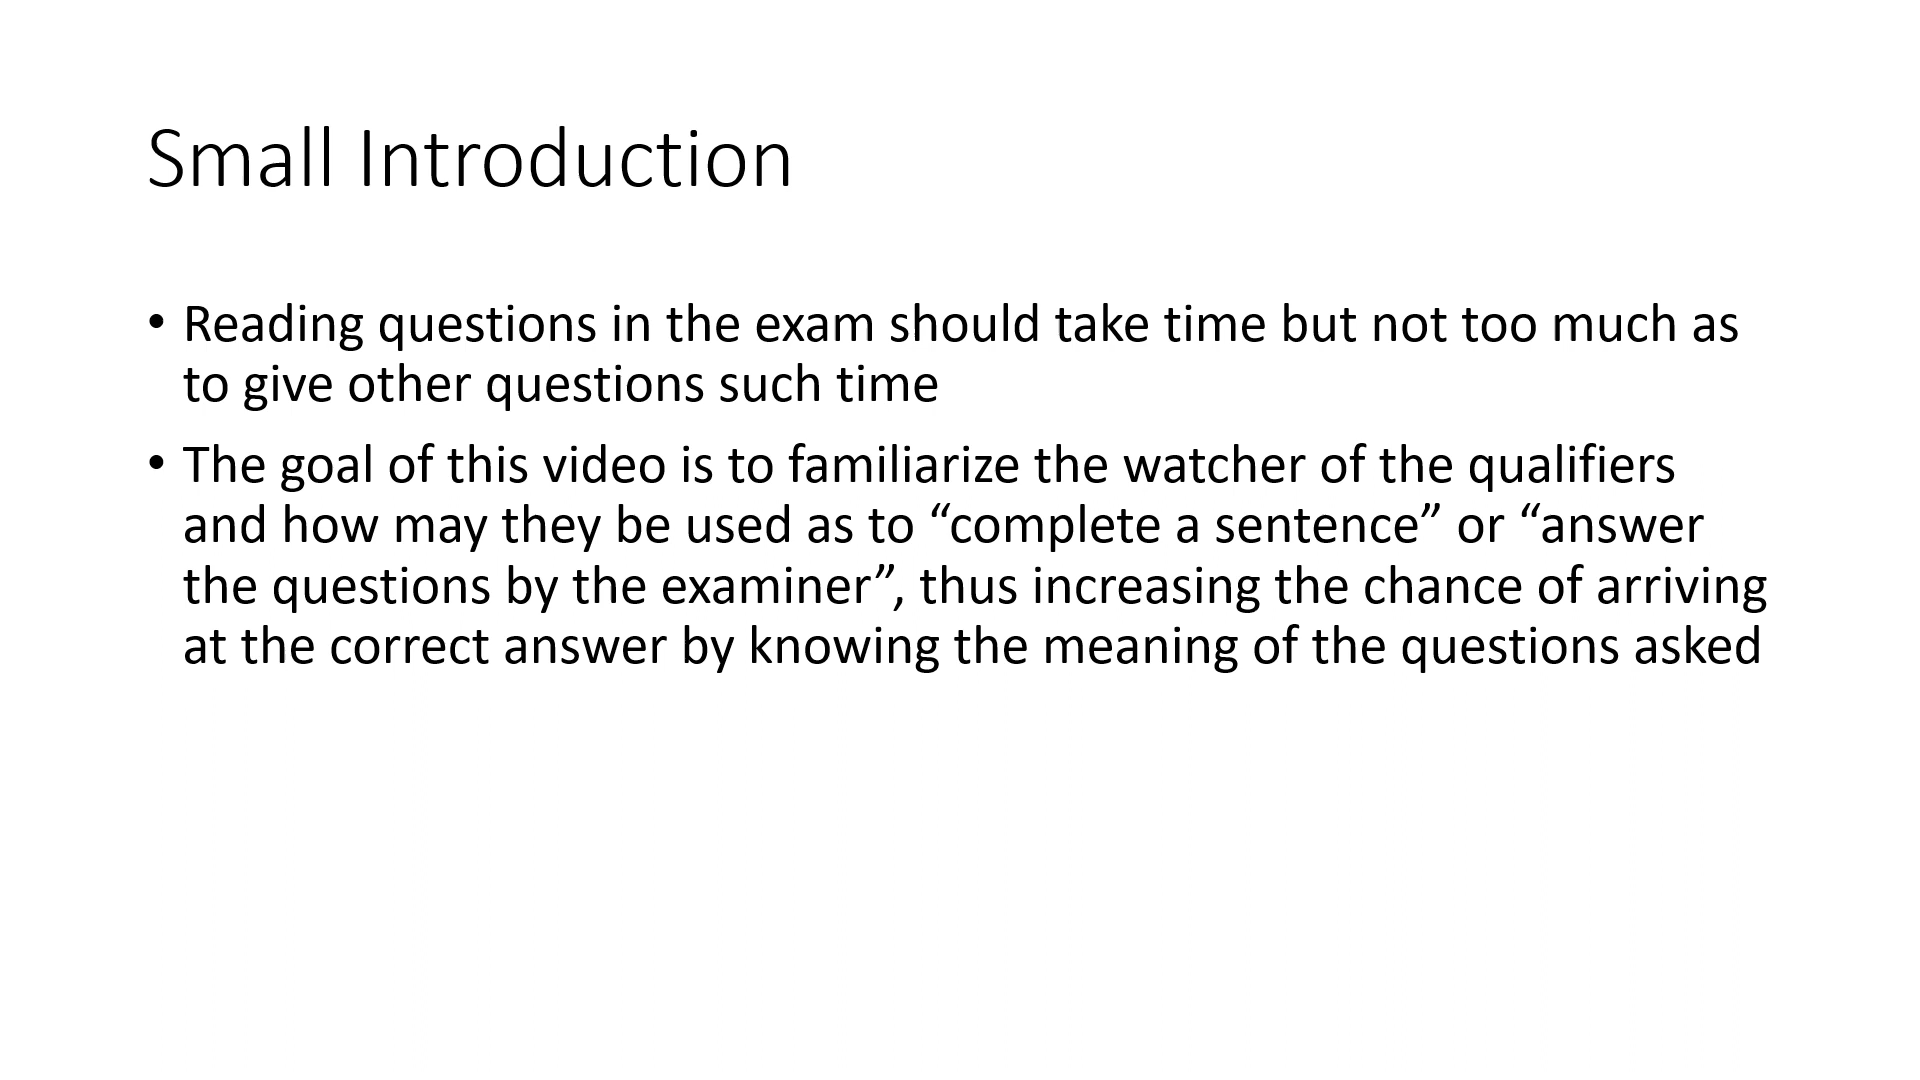 Small Introduction
• Reading questions in the exam should take time but not too much as
to give other questions such time
• The goal of this video is to familiarize the watcher of the qualifiers
and how may they be used as to “complete a sentence” or “answer
the questions by the examiner”, thus increasing the chance of arriving
at the correct answer by knowing the meaning of the questions asked